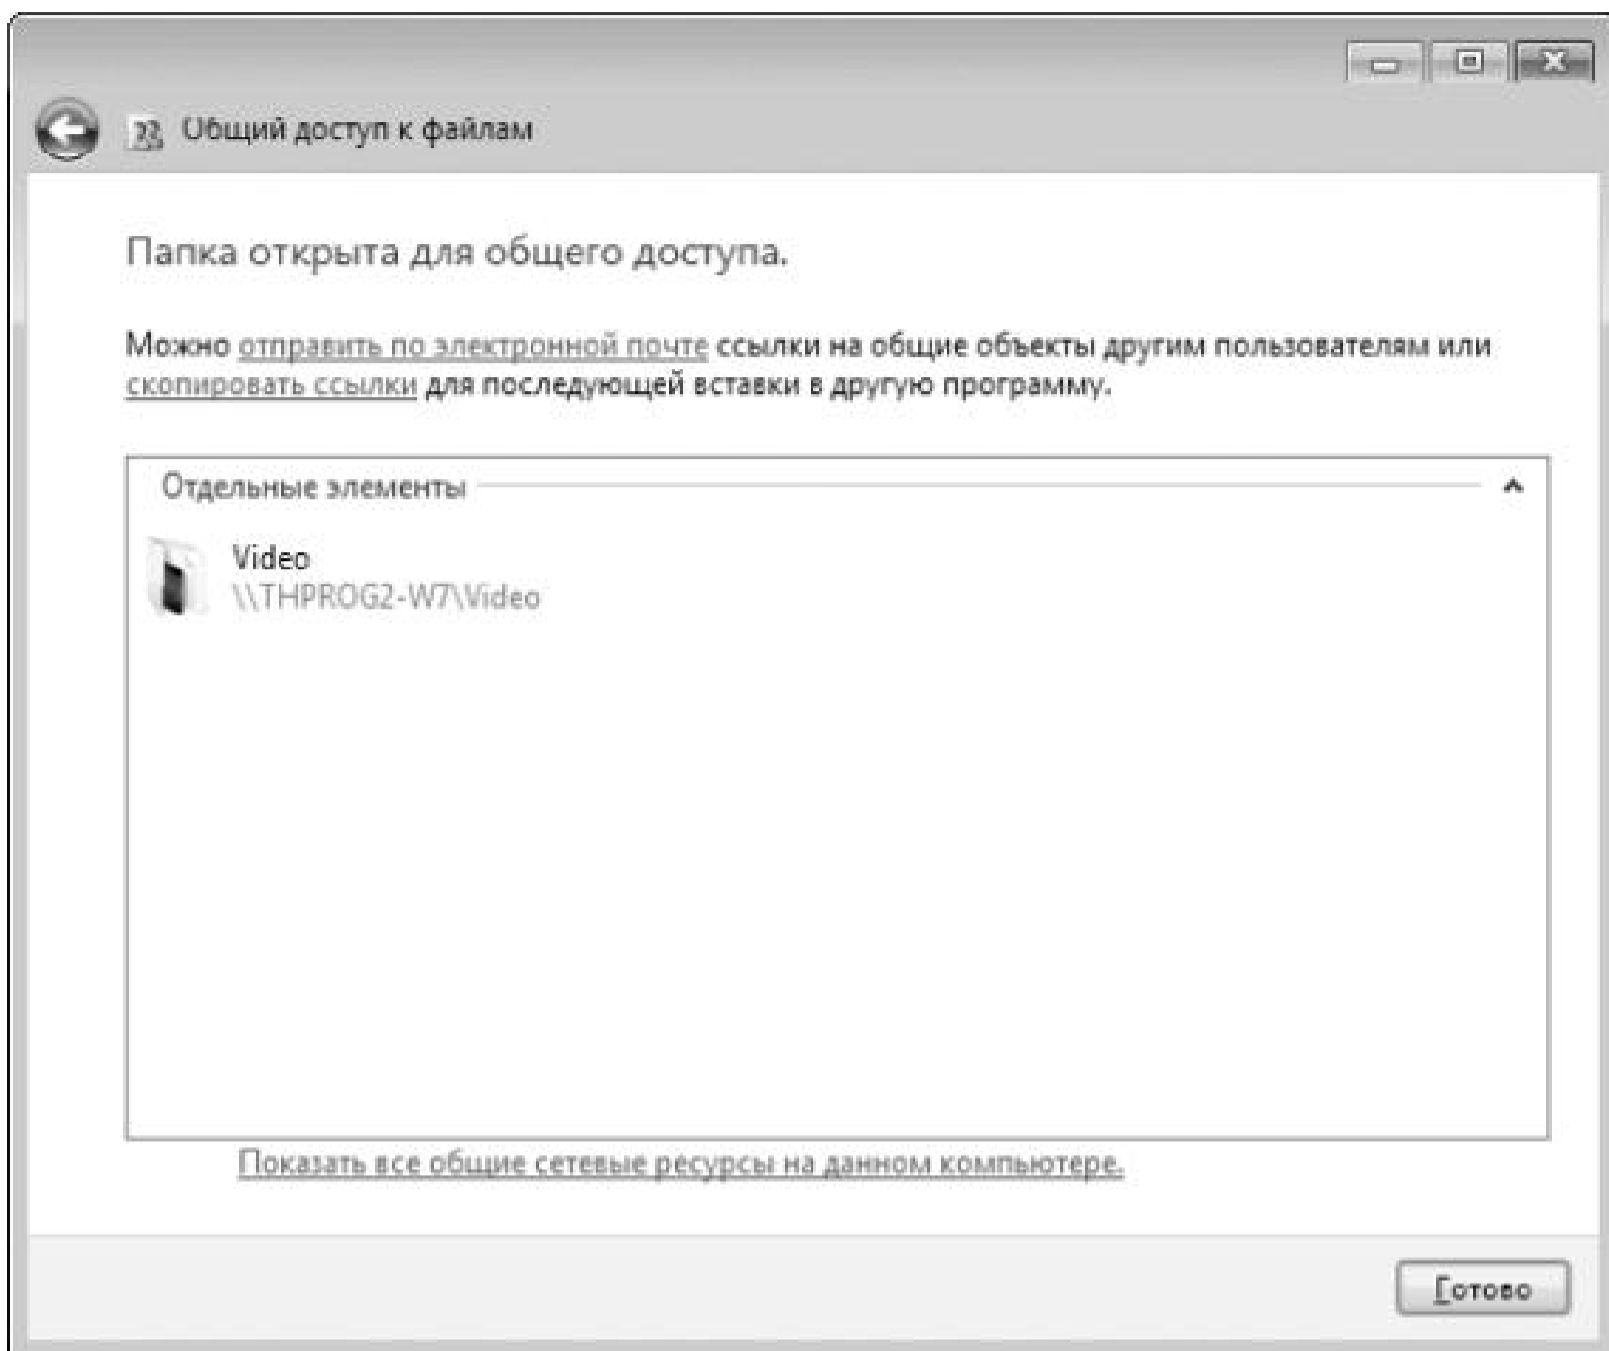 Общий доступ к файлам
Папка открыта для общего доступа.
Можно отправить по электронной почте ссылки на общие объекты другим пользователям или
скопировать ссылки для последующей вставки в другую программу.
Отдельные элементы
Video
\\THPROG2-W7\Video
Показать все общие сетевые ресурсы на данном компьютере.
Готово